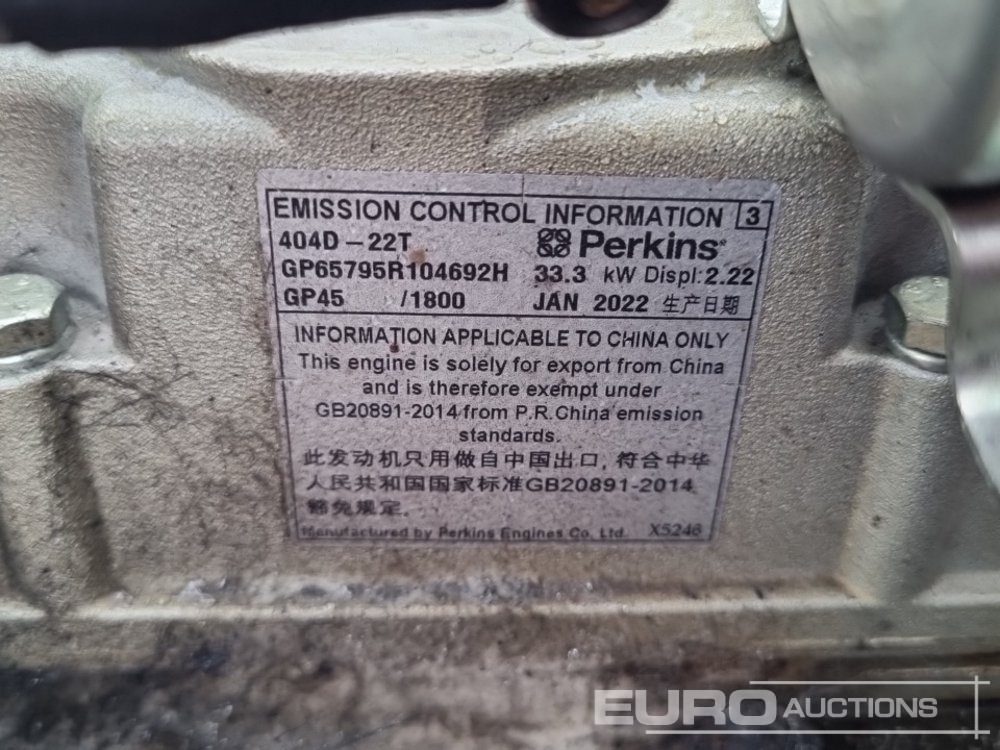 EMISSION CONTROL INFORMATION 3
404D-22T Perkins
GP65795R104692H 33.3 kW Displ:2.22
GP45 /1800 JAN 2022 生产日期
INFORMATION APPLICABLE TO CHINA ONLY
This engine is solely for export from China
and is therefore exempt under
GB20891-2014 from P.R.China emission
standards.
此发动机只用做自中国出口, 符合中华
人民共和国国家标准GB20891-2014
豁免规定.
Manufactured by Perkins Engines Co. Ltd. X5246
EURO AUCTIONS